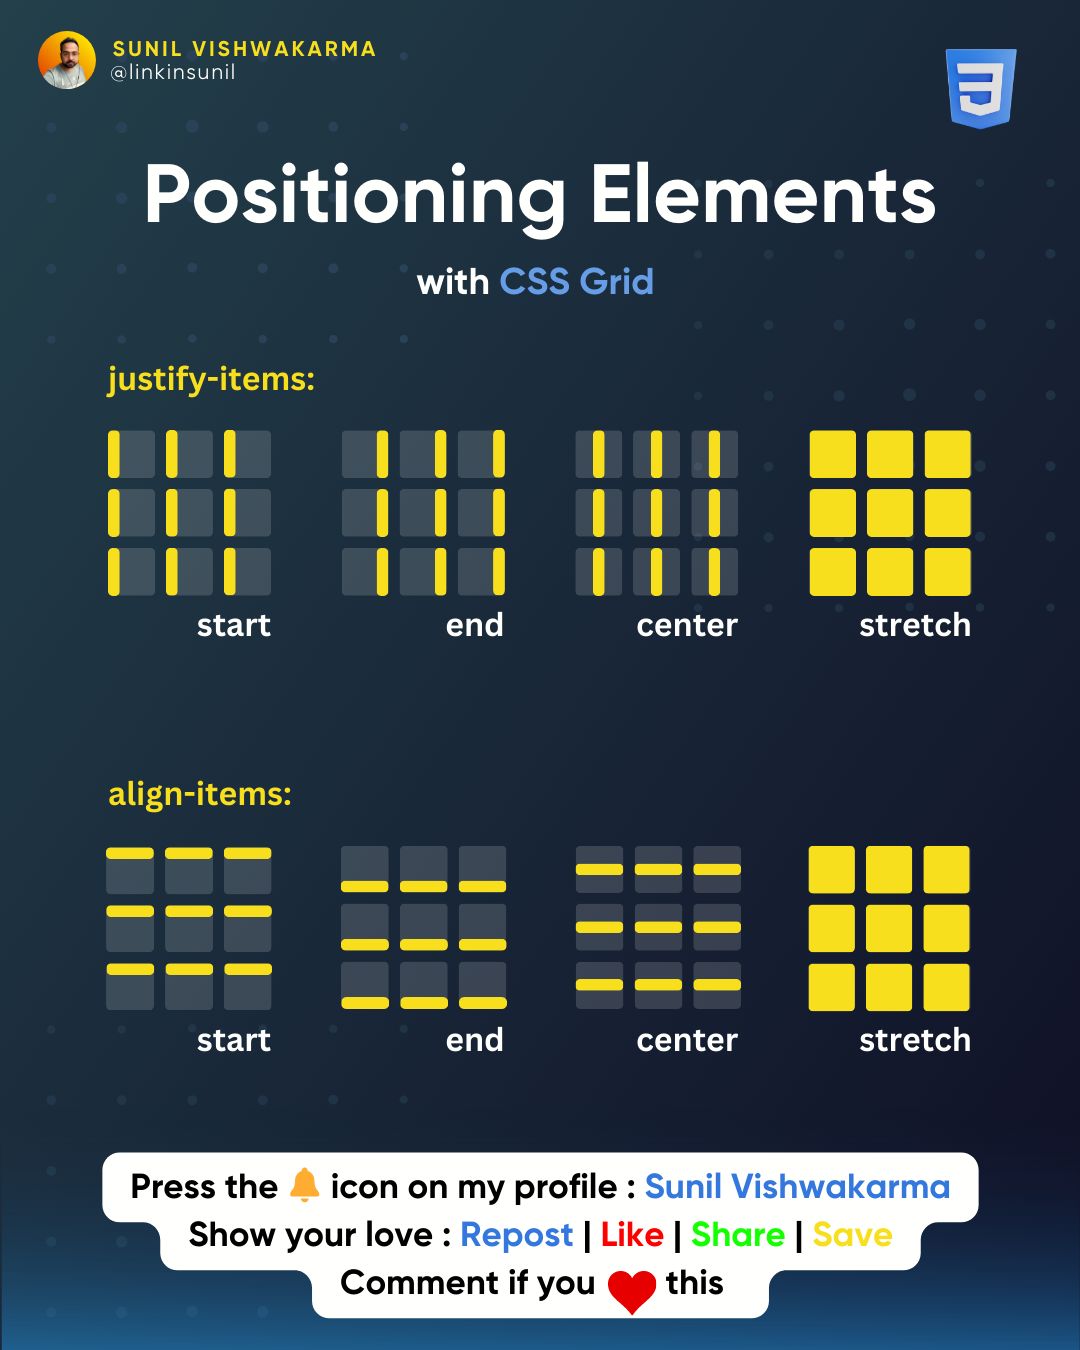 SUNIL VISHWAKARMA
@linkinsunil
Positioning Elements
with CSS Grid
justify-items:
start end center stretch
align-items:
start end center stretch
Press the icon on my profile : Sunil Vishwakarma
Show your love : Repost | Like | Share | Save
Comment if you this